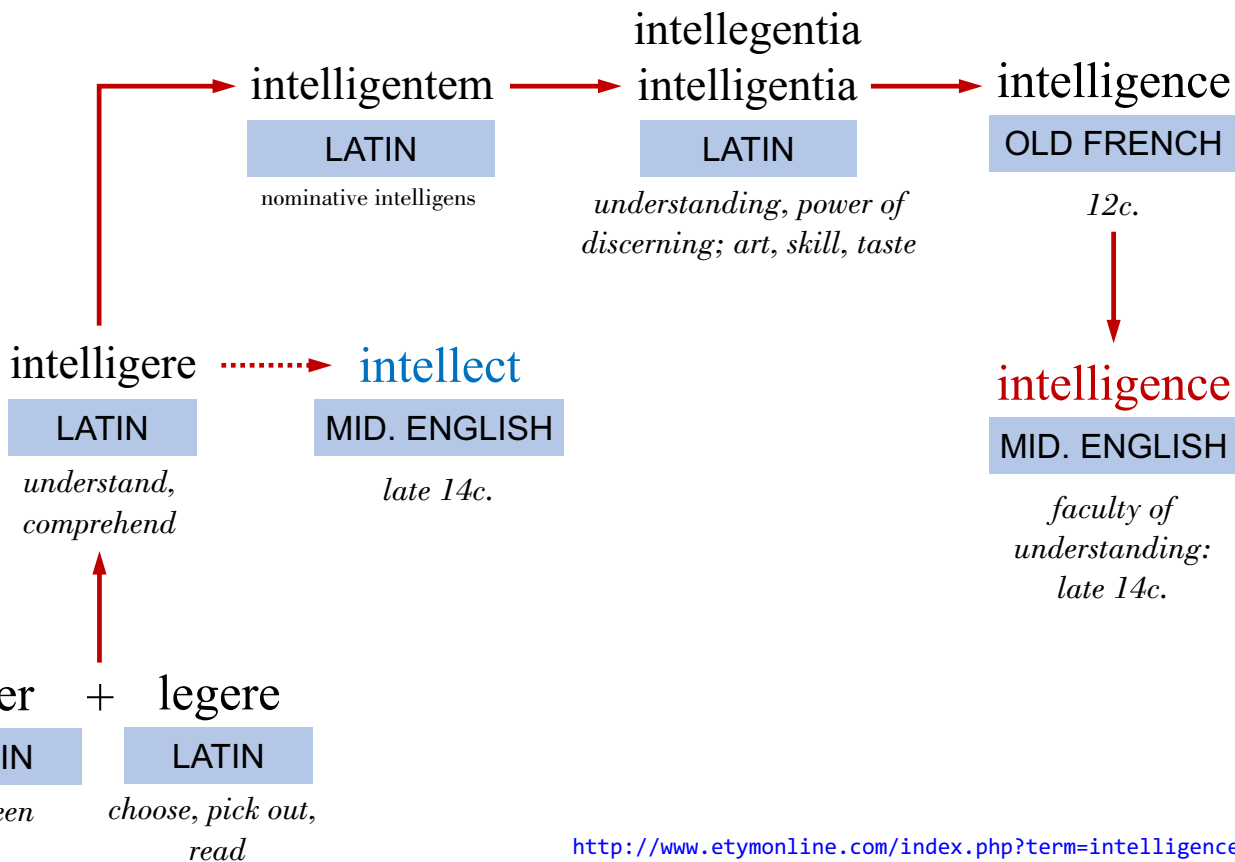 intellegentia
intelligentem
intelligentia
intelligence
LATIN
LATIN
OLD FRENCH
nominative intelligens
understanding, power of
discerning; art, skill, taste
12c.
intelligere
intellect
intelligence
LATIN
MID. ENGLISH
MID. ENGLISH
understand,
comprehend
late 14c.
faculty of
understanding:
late 14c.
er + legere
IN
LATIN
een
choose, pick out,
read
http://www.etymonline.com/index.php?term=intelligence